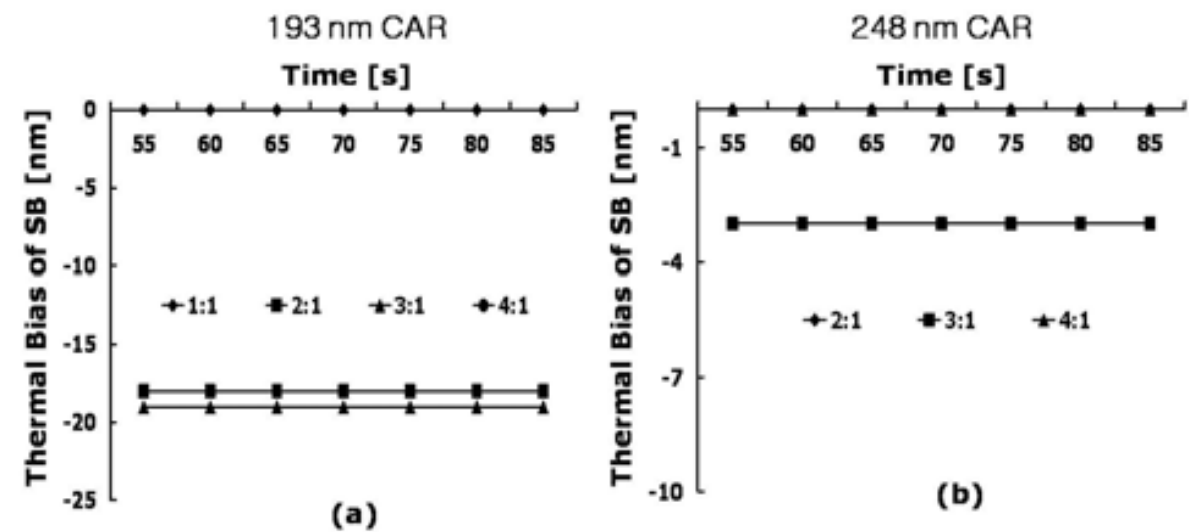 193 nm CAR
Time [s]
0
55 60 65 70 75 80 85
-5
-10
1:1 2:1 3:1 4:1
-15
-20
-25
Thermal Bias of SB [nm]
(a)
248 nm CAR
Time [s]
55 60 65 70 75 80 85
-1
-4
2:1 3:1 4:1
-7
-10
Thermal Bias of SB [nm]
(b)